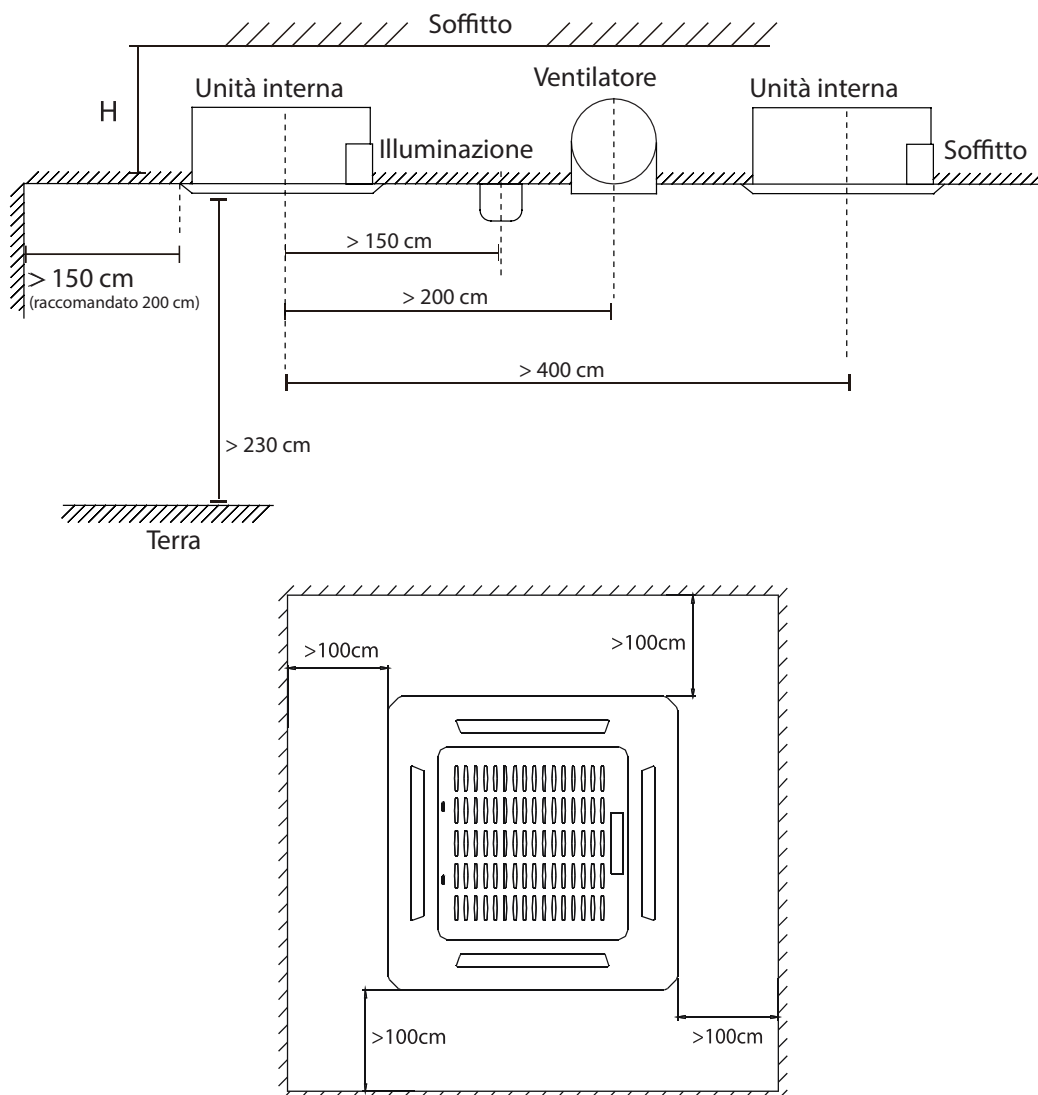 Soffitto
Ventilatore
Unità interna
Unità interna
H
Illuminazione
Soffitto
> 150 cm
> 150 cm
(raccomandato 200 cm)
> 200 cm
> 400 cm
> 230 cm
Terra
>100cm
>100cm
>100cm
>100cm